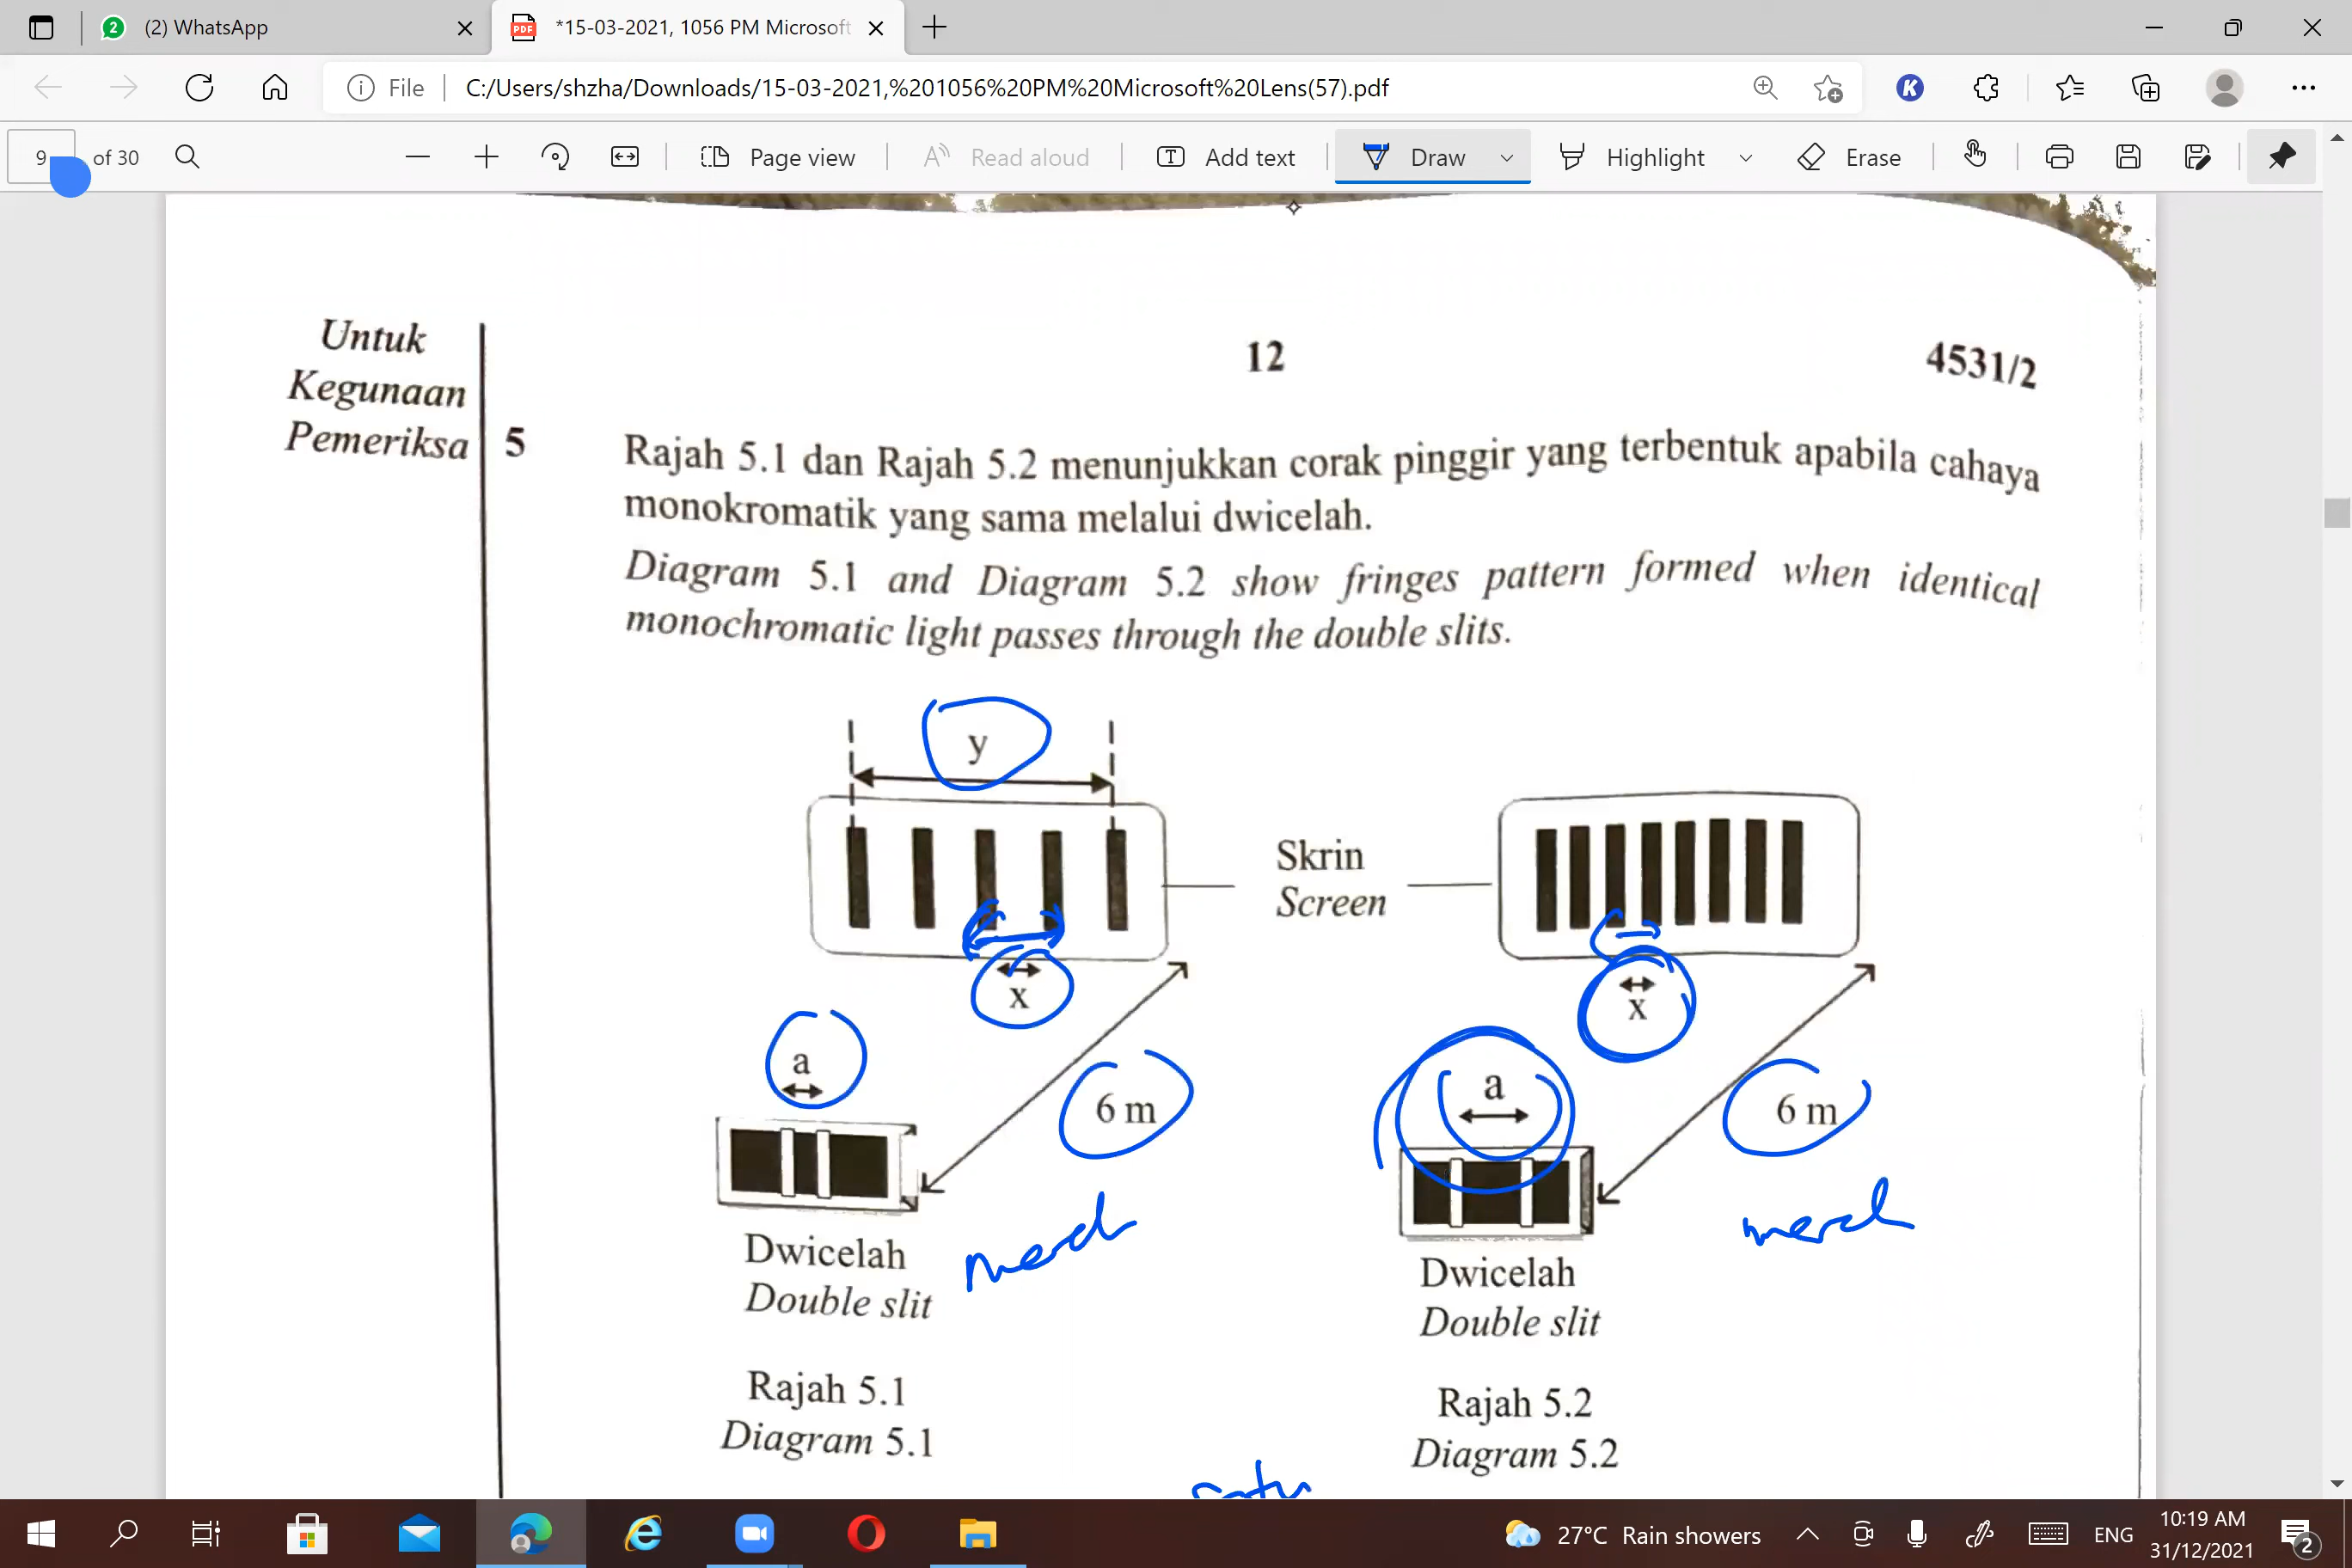 (2) WhatsApp
*15-03-2021, 1056 PM Microsoft
File
C:/Users/shzha/Downloads/15-03-2021,%201056%20PM%20Microsoft%20Lens(57).pdf
9 of 30
Page view
Read aloud
Add text
Draw
Highlight
Erase
Untuk
Kegunaan
Pemeriksa
12
4531/2
5
Rajah 5.1 dan Rajah 5.2 menunjukkan corak pinggir yang terbentuk apabila cahaya
monokromatik yang sama melalui dwicelah.
Diagram 5.1 and Diagram 5.2 show fringes pattern formed when identical
monochromatic light passes through the double slits.
y
Skrin
Screen
x
x
a
a
6 m
6 m
Dwicelah
Double slit
Dwicelah
Double slit
Rajah 5.1
Diagram 5.1
Rajah 5.2
Diagram 5.2
27°C Rain showers
ENG
10:19 AM
31/12/2021
2